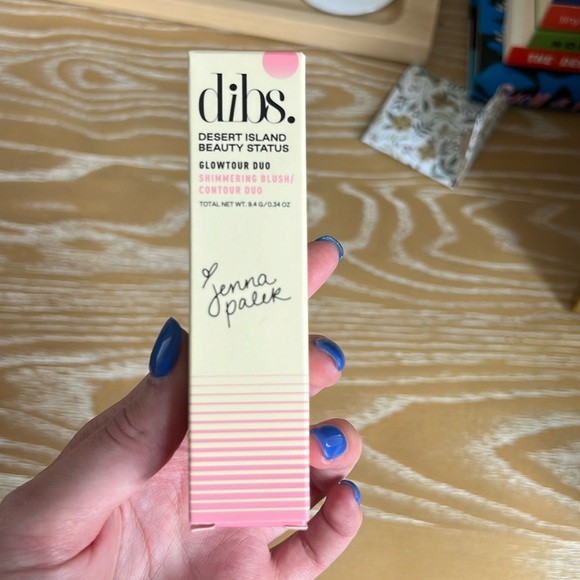 dibs.
DESERT ISLAND
BEAUTY STATUS
GLOWTOUR DUO
SHIMMERING BLUSH/
CONTOUR DUO
TOTAL NET WT. 9.4 G/0.34 OZ
jenna
palek